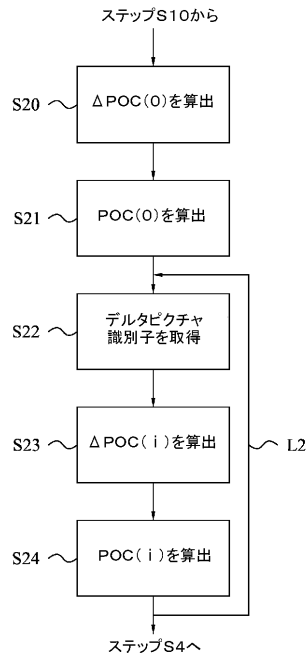 ステップS10から
S20
ΔPOC(0)を算出
S21
POC(0)を算出
S22
デルタピクチャ
識別子を取得
S23
ΔPOC(i)を算出
L2
S24
POC(i)を算出
ステップS4へ